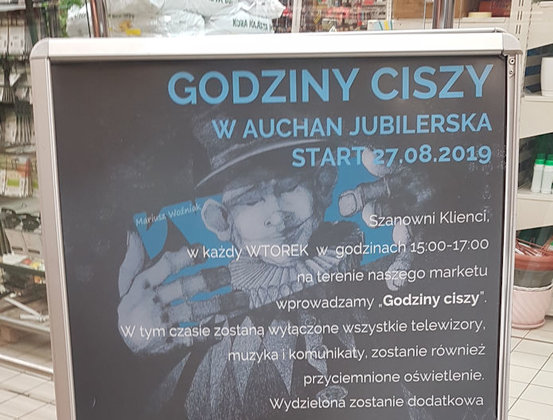 KORA
GODZINY CISZY
W AUCHAN JUBILERSKA
START 27.08.2019
Mariusz Woźniak
Szanowni Klienci,
w każdy WTOREK w godzinach 15:00-17:00
na terenie naszego marketu
wprowadzamy „Godziny ciszy”.
W tym czasie zostaną wyłączone wszystkie telewizory,
muzyka i komunikaty, zostanie również
przyciemnione oświetlenie.
Wydzielona zostanie dodatkowa